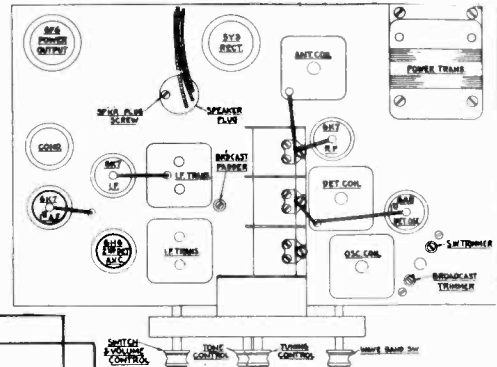 6F6
POWER
OUTPUT
5Y3
RECT.
ANT COIL
POWER TRANS
SPKR. PLUG
SCREW
SPEAKER
PLUG
COND.
6K7
R.F.
6K7
I.F.
I.F. TRANS
BROCAST
PADDER
DET COIL
6K7
6A8
DET OSC
6H6
2ND DET
A.V.C.
I.F. TRANS
OSC. COIL
S.W TRIMMER
BROADCAST
TRIMMER
SWITCH
& VOLUME
CONTROL
TONE
CONTROL
TUNING
CONTROL
WAVE BAND SW